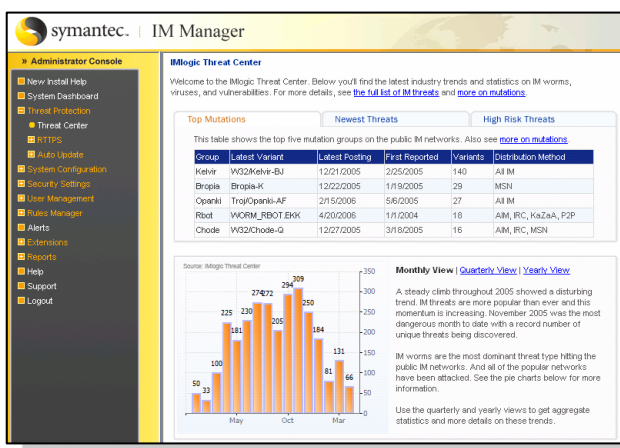 symantec. IM Manager
» Administrator Console
New Install Help
System Dashboard
Threat Protection
Threat Center
RTTPS
Auto Update
System Configuration
Security Settings
User Management
Rules Manager
Alerts
Extensions
Reports
Help
Support
Logout
IMlogic Threat Center
Welcome to the IMlogic Threat Center. Below you'll find the latest industry trends and statistics on IM worms,
viruses, and vulnerabilities. For more details, see the full list of IM threats and more on mutations.
Top Mutations Newest Threats High Risk Threats
This table shows the top five mutation groups on the public IM networks. Also see more on mutations.
Group Latest Variant Latest Posting First Reported Variants Distribution Method
Kelvir W32/Kelvir-BJ 12/21/2005 2/25/2005 140 All IM
Bropia Bropia-K 12/22/2005 1/19/2005 29 MSN
Opanki Troj/Opanki-AF 2/15/2006 5/6/2005 27 All IM
Rbot WORM_RBOT.EKK 4/20/2006 1/1/2004 18 AIM, IRC, KaZaA, P2P
Chode W32/Chode-Q 12/27/2005 3/18/2005 16 AIM, IRC, MSN
Source: IMlogic Threat Center
350
300
250
200
150
100
50
0
50 33 100 225 181 230 274 272 205 294 309 250 184 81 131 66
May Oct Mar
Monthly View | Quarterly View | Yearly View
A steady climb throughout 2005 showed a disturbing
trend. IM threats are more popular than ever and this
momentum is increasing. November 2005 was the most
dangerous month to date with a record number of
unique threats being discovered.
IM worms are the most dominant threat type hitting the
public IM networks. And all of the popular networks
have been attacked. See the pie charts below for more
information.
Use the quarterly and yearly views to get aggregate
statistics and more details on these trends.